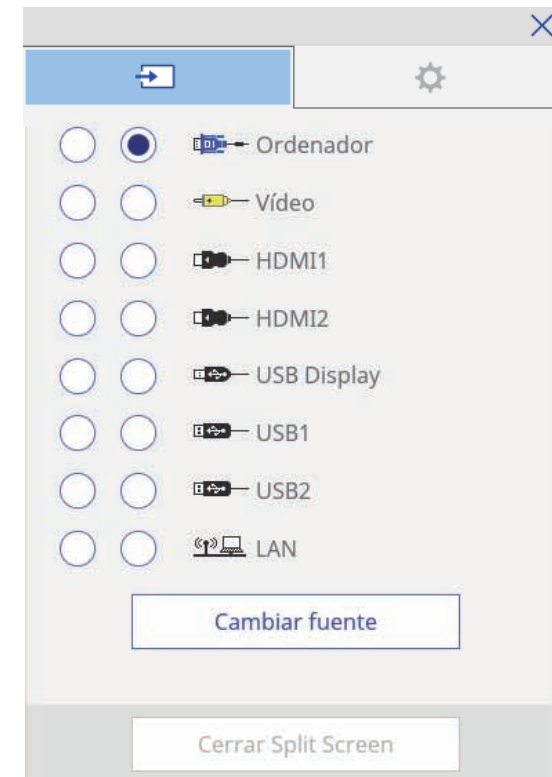 Ordenador
Vídeo
HDMI1
HDMI2
USB Display
USB1
USB2
LAN
Cambiar fuente
Cerrar Split Screen